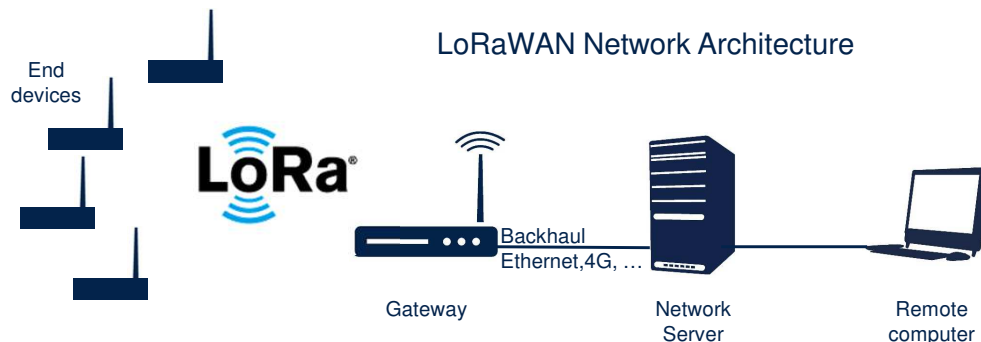 LoRaWAN Network Architecture
End
devices
LoRa®
Backhaul
Ethernet,4G, …
Gateway
Network
Server
Remote
computer